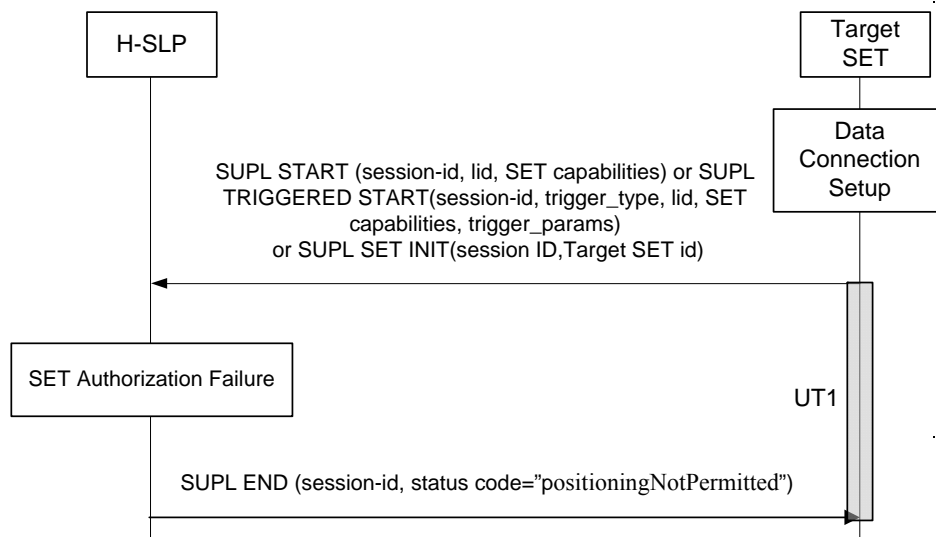 H-SLP
Target
SET
Data
Connection
Setup
SUPL START (session-id, lid, SET capabilities) or SUPL
TRIGGERED START(session-id, trigger_type, lid, SET
capabilities, trigger_params)
or SUPL SET INIT(session ID,Target SET id)
SET Authorization Failure
UT1
SUPL END (session-id, status code=”positioningNotPermitted”)